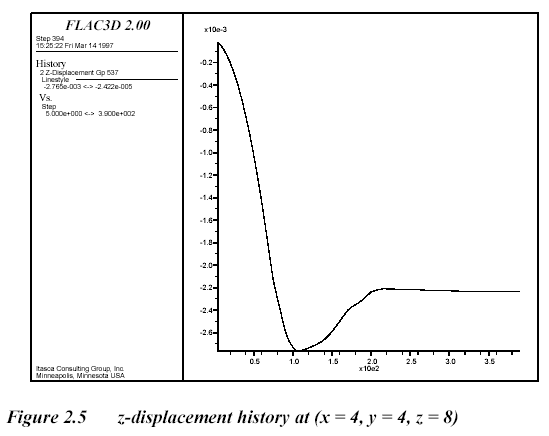 FLAC3D 2.00
Step 394
15:25:22 Fri Mar 14 1997
History
2 Z-Displacement Gp 537
Linestyle
-2.765e-003 <-> -2.422e-005
Vs.
Step
5.000e+000 <-> 3.900e+002
Itasca Consulting Group, Inc.
Minneapolis, Minnesota USA
x10e-3
-0.2
-0.4
-0.6
-0.8
-1.0
-1.2
-1.4
-1.6
-1.8
-2.0
-2.2
-2.4
-2.6
0.5 1.0 1.5 2.0 2.5 3.0 3.5
x10e2
Figure 2.5 z-displacement history at (x = 4, y = 4, z = 8)